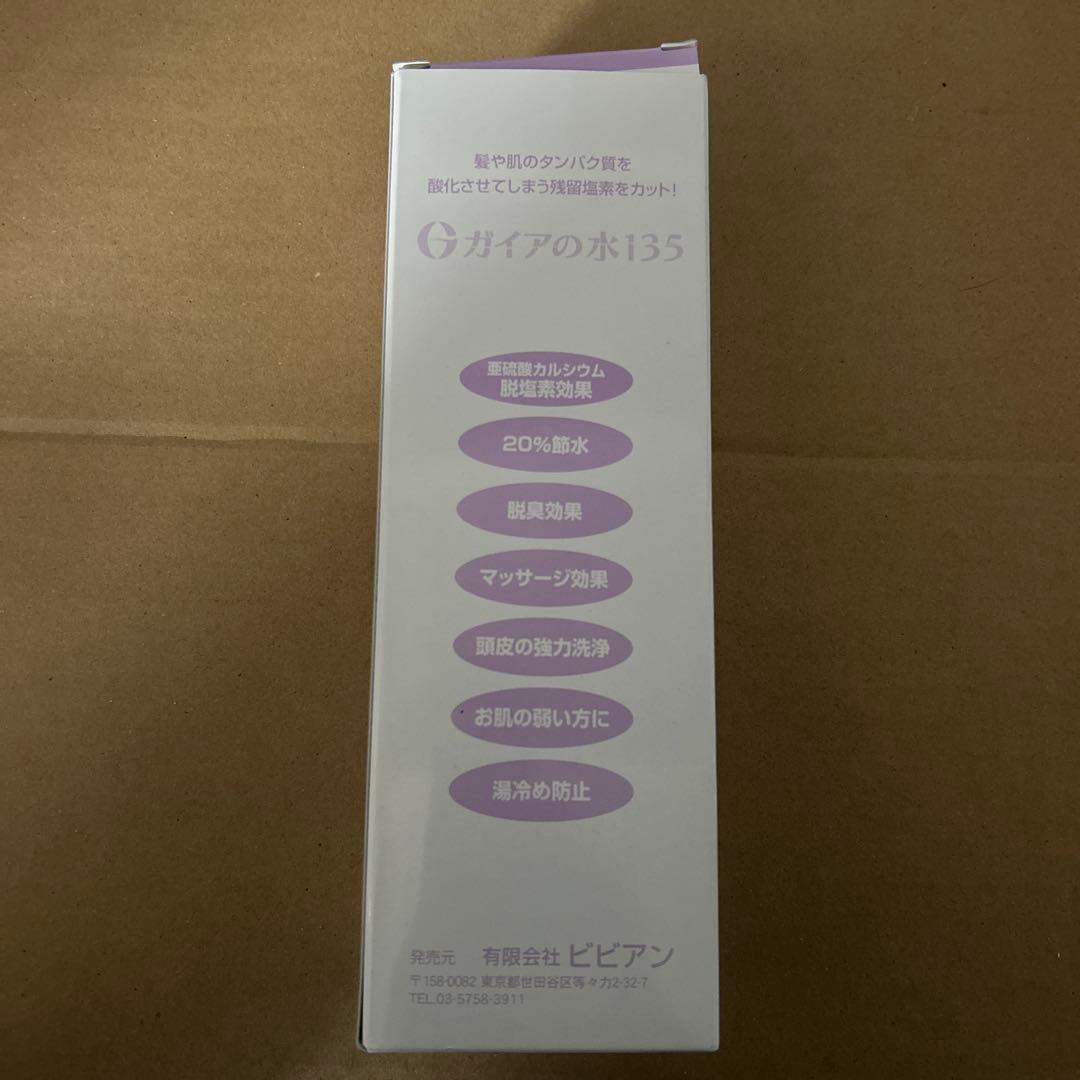 髪や肌のタンパク質を
酸化させてしまう残留塩素をカット!
G ガイアの水135
亜硫酸カルシウム
脱塩素効果
20%節水
脱臭効果
マッサージ効果
頭皮の強力洗浄
お肌の弱い方に
湯冷め防止
発売元 有限会社 ビビアン
〒158-0082 東京都世田谷区等々力2-32-7
TEL.03-5758-3911